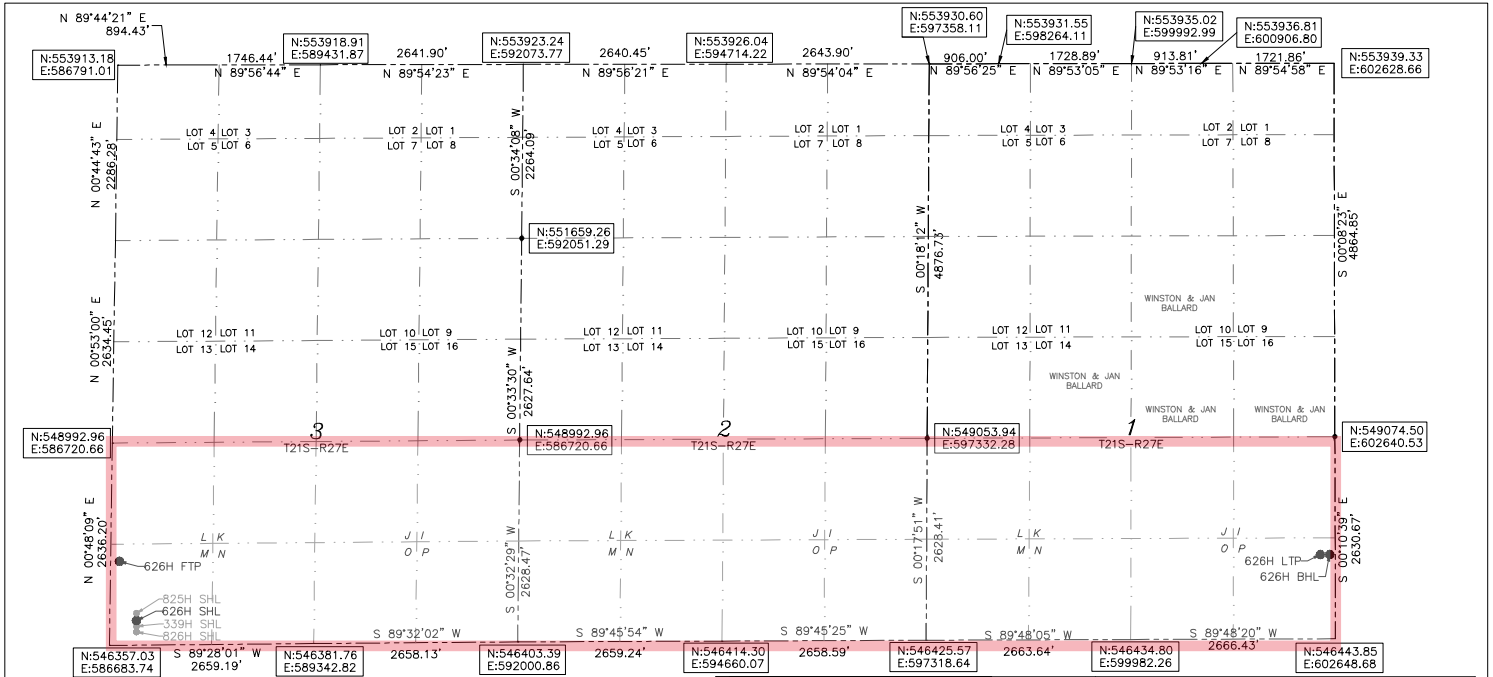 N 89°44'21" E
894.43'
N:553913.18
E:586791.01
1746.44'
N 89°56'44" E
N:553918.91
E:589431.87
2641.90'
N 89°54'23" E
N:553923.24
E:592073.77
2640.45'
N 89°56'21" E
N:553926.04
E:594714.22
2643.90'
N 89°54'04" E
N:553930.60
E:597358.11
906.00'
N 89°56'25" E
N:553931.55
E:598264.11
1728.89'
N 89°53'05" E
N:553935.02
E:599992.99
913.81'
N 89°53'16" E
N:553936.81
E:600906.80
1721.86'
N 89°54'58" E
N:553939.33
E:602628.66
N 00°44'43" E
2286.28'
LOT 4 LOT 3
LOT 5 LOT 6
LOT 2 LOT 1
LOT 7 LOT 8
S 00°34'08" W
2264.09'
LOT 4 LOT 3
LOT 5 LOT 6
LOT 2 LOT 1
LOT 7 LOT 8
LOT 4 LOT 3
LOT 5 LOT 6
LOT 2 LOT 1
LOT 7 LOT 8
N:551659.26
E:592051.29
S 00°18'12" W
4876.73'
S 00°08'23" E
4864.85'
WINSTON & JAN
BALLARD
N 00°53'00" E
2634.45'
LOT 12 LOT 11
LOT 13 LOT 14
LOT 10 LOT 9
LOT 15 LOT 16
S 00°33'30" W
2627.64'
LOT 12 LOT 11
LOT 13 LOT 14
LOT 10 LOT 9
LOT 15 LOT 16
LOT 12 LOT 11
LOT 13 LOT 14
LOT 10 LOT 9
LOT 15 LOT 16
WINSTON & JAN
BALLARD
WINSTON & JAN
BALLARD
WINSTON & JAN
BALLARD
N:548992.96
E:586720.66
3
T21S-R27E
N:548992.96
E:586720.66
2
T21S-R27E
N:549053.94
E:597332.28
1
T21S-R27E
N:549074.50
E:602640.53
N 00°48'09" E
2636.20'
L K
M N
J I
O P
S 00°32'29" W
2628.47'
L K
M N
J I
O P
S 00°17'51" W
2628.41'
L K
M N
J I
O P
S 00°10'39" E
2630.67'
626H FTP
626H LTP
626H BHL
825H SHL
626H SHL
339H SHL
826H SHL
N:546357.03
E:586683.74
S 89°28'01" W
2659.19'
N:546381.76
E:589342.82
S 89°32'02" W
2658.13'
N:546403.39
E:592000.86
S 89°45'54" W
2659.24'
N:546414.30
E:594660.07
S 89°45'25" W
2658.59'
N:546425.57
E:597318.64
S 89°48'05" W
2663.64'
N:546434.80
E:599982.26
S 89°48'20" W
2666.43'
N:546443.85
E:602648.68